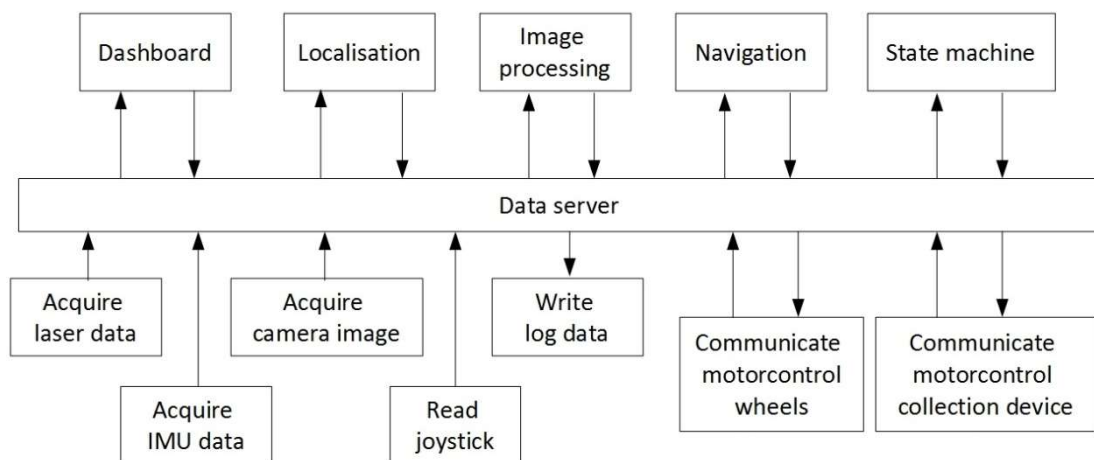 Dashboard
Localisation
Image
processing
Navigation
State machine
Data server
Acquire
laser data
Acquire
camera image
Write
log data
Communicate
motorcontrol
wheels
Communicate
motorcontrol
collection device
Acquire
IMU data
Read
joystick